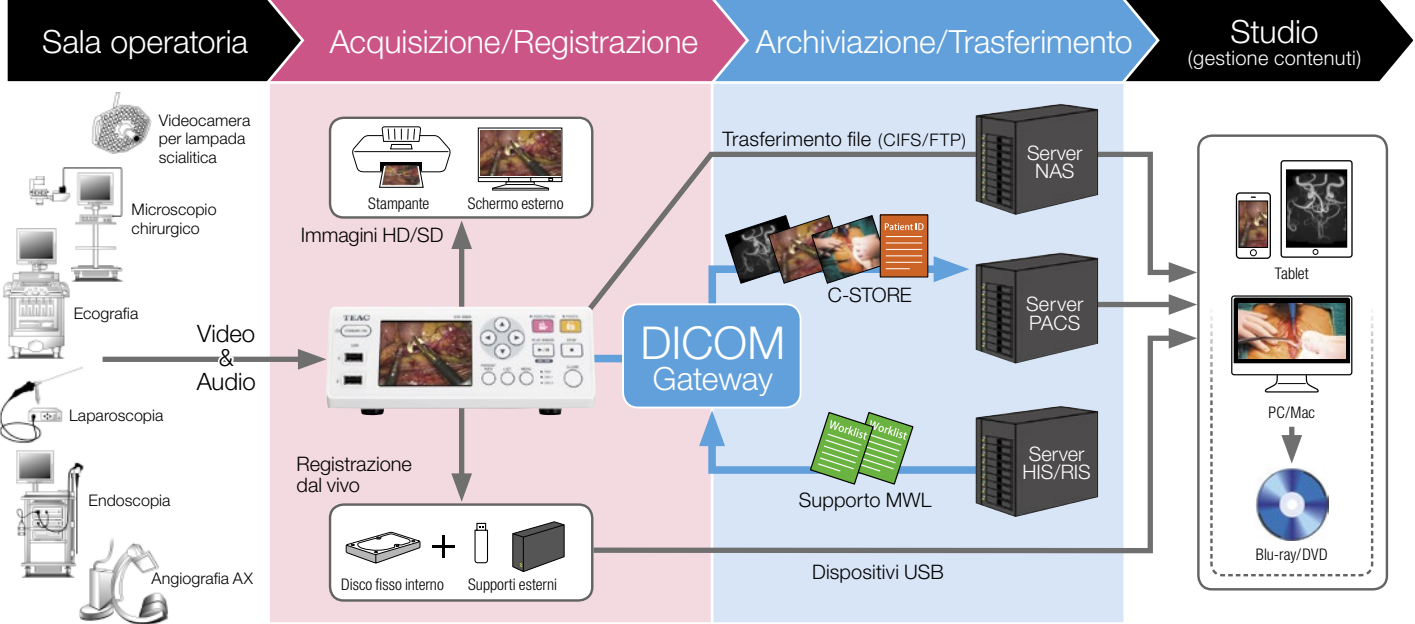 Sala operatoria
Acquisizione/Registrazione
Archiviazione/Trasferimento
Studio
(gestione contenuti)
Videocamera
per lampada
scialitica
Microscopio
chirurgico
Ecografia
Laparoscopia
Endoscopia
Angiografia AX
Video
&
Audio
Stampante
Schermo esterno
Immagini HD/SD
TEAC
Registrazione
dal vivo
Disco fisso interno
+
Supporti esterni
Trasferimento file (CIFS/FTP)
Server
NAS
Patient ID
C-STORE
Server
PACS
DICOM
Gateway
Worklist
Worklist
Supporto MWL
Server
HIS/RIS
Dispositivi USB
Tablet
PC/Mac
Blu-ray/DVD